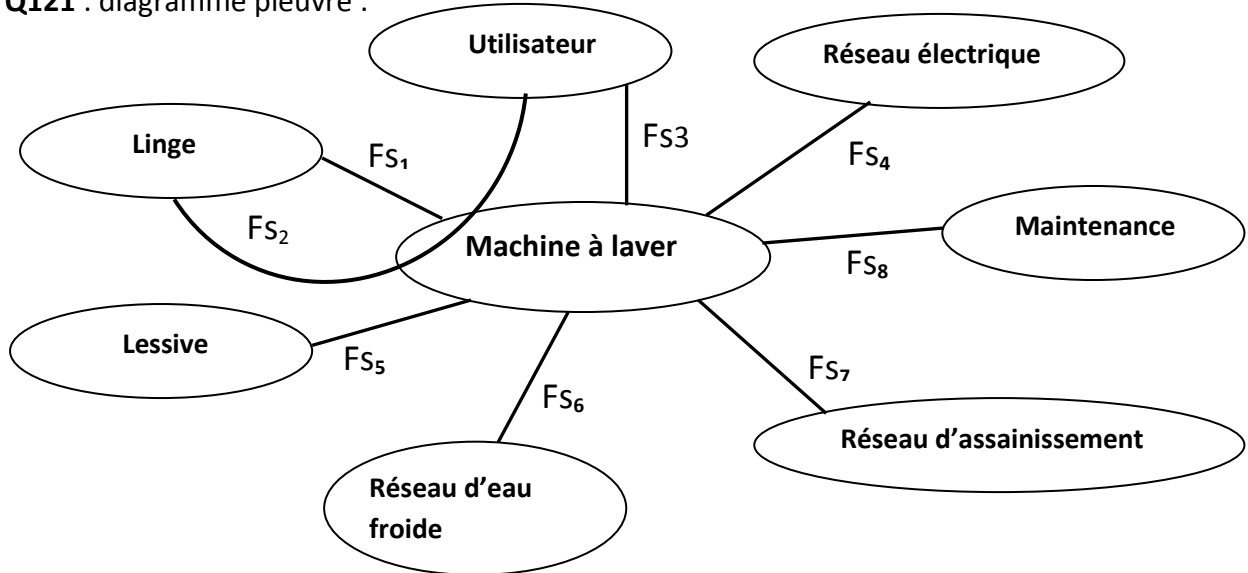 Q121 : diagramme pieuvre :
Utilisateur
Réseau électrique
Linge
Fs1
Fs3
Fs4
Fs2
Machine à laver
Maintenance
Fs8
Lessive
Fs5
Fs7
Fs6
Réseau d'assainissement
Réseau d'eau
froide